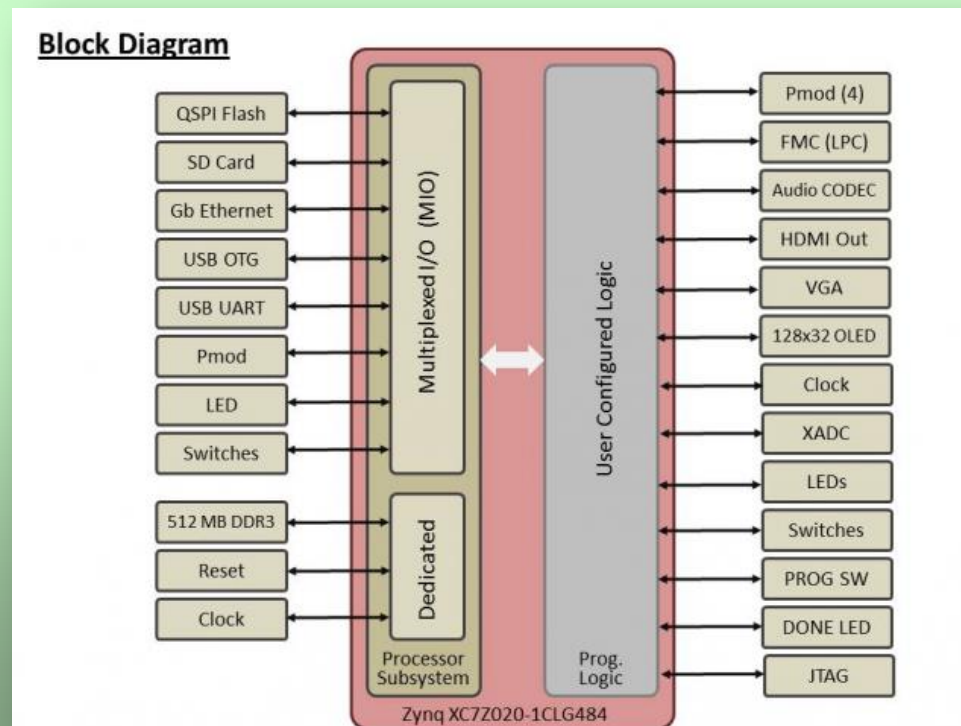 Block Diagram
QSPI Flash
SD Card
Gb Ethernet
USB OTG
USB UART
Pmod
LED
Switches
512 MB DDR3
Reset
Clock
Multiplexed I/O (MIO)
Dedicated
Processor
Subsystem
User Configured Logic
Prog.
Logic
Zynq XC7Z020-1CLG484
Pmod (4)
FMC (LPC)
Audio CODEC
HDMI Out
VGA
128x32 OLED
Clock
XADC
LEDs
Switches
PROG SW
DONE LED
JTAG